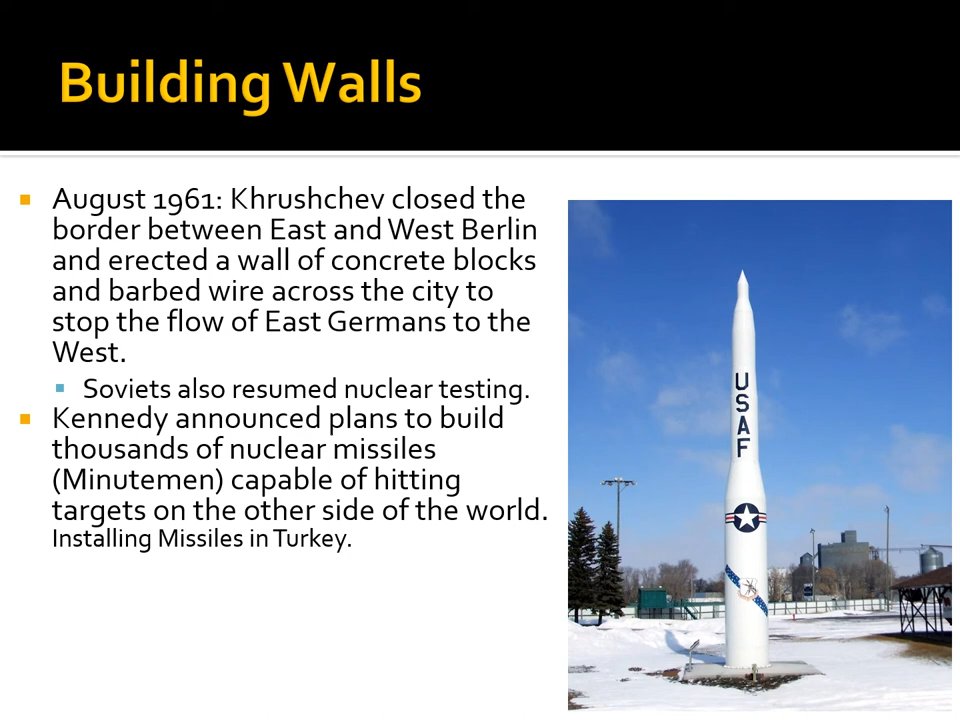 Building Walls
August 1961: Khrushchev closed the
border between East and West Berlin
and erected a wall of concrete blocks
and barbed wire across the city to
stop the flow of East Germans to the
West.
Soviets also resumed nuclear testing.
Kennedy announced plans to build
thousands of nuclear missiles
(Minutemen) capable of hitting
targets on the other side of the world.
Installing Missiles in Turkey.
U
S
A
F